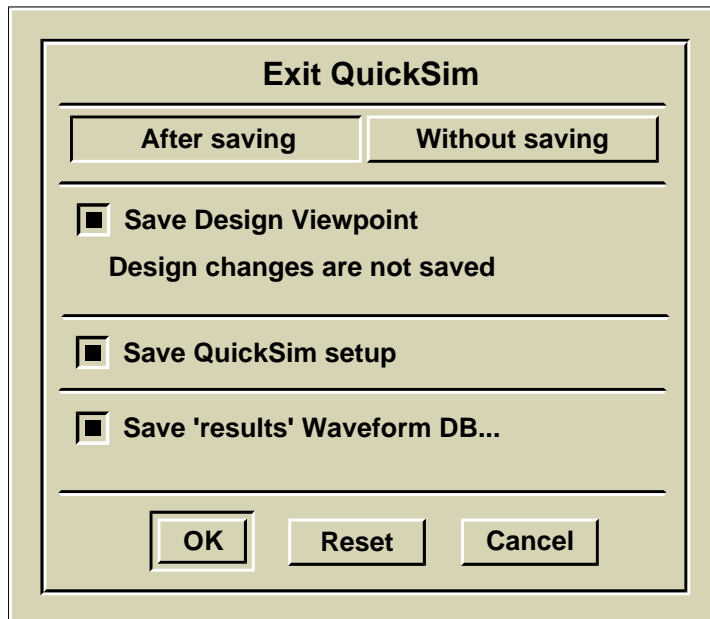 Exit QuickSim
After saving Without saving
Save Design Viewpoint
Design changes are not saved
Save QuickSim setup
Save 'results' Waveform DB...
OK Reset Cancel